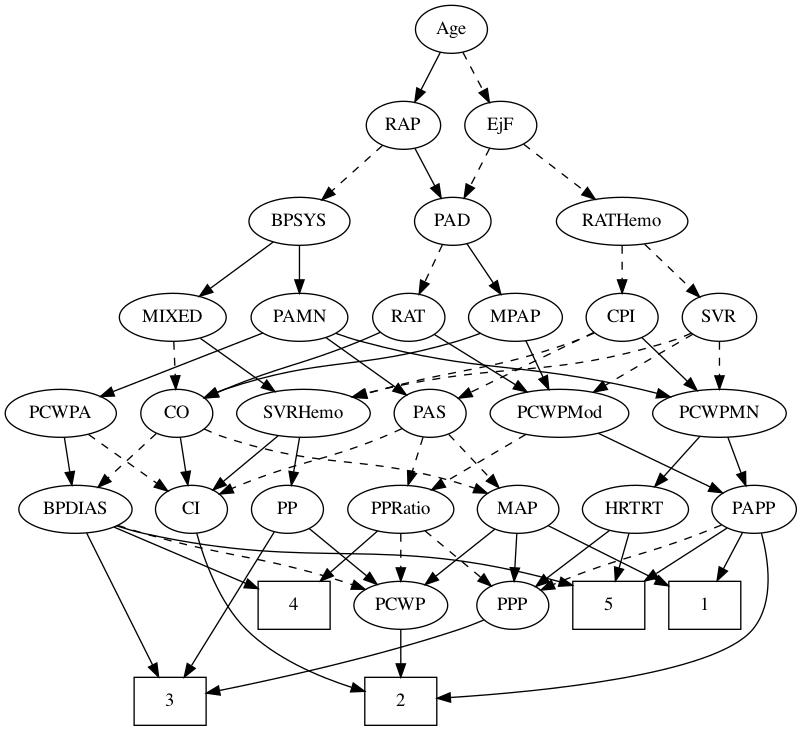 Age
RAP EjF
BPSYS PAD RATHemo
MIXED PAMN RAT MPAP CPI SVR
PCWPA CO SVRHemo PAS PCWPMod PCWPMN
BPDIAS CI PP PPRatio MAP HRTRT PAPP
4 PCWP PPP 5 1
3 2